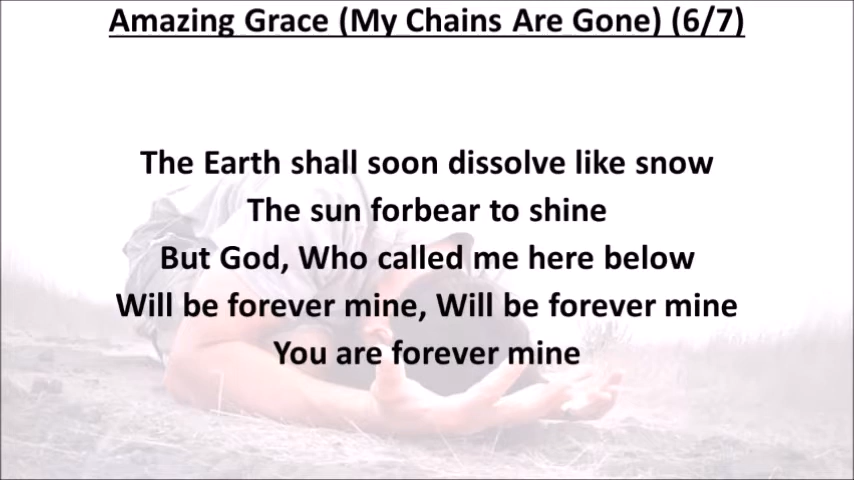 Amazing Grace (My Chains Are Gone) (6/7)
The Earth shall soon dissolve like snow
The sun forbear to shine
But God, Who called me here below
Will be forever mine, Will be forever mine
You are forever mine